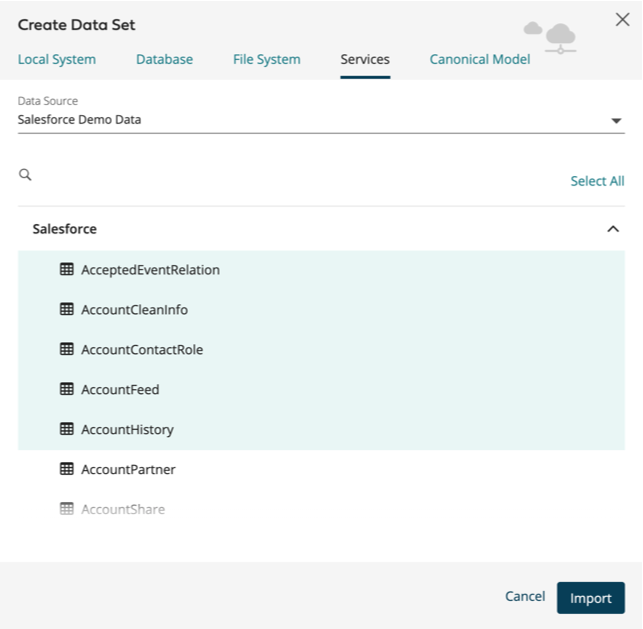 Create Data Set
Local System Database File System Services Canonical Model
Data Source
Salesforce Demo Data
Select All
Salesforce
AcceptedEventRelation
AccountCleanInfo
AccountContactRole
AccountFeed
AccountHistory
AccountPartner
AccountShare
Cancel Import